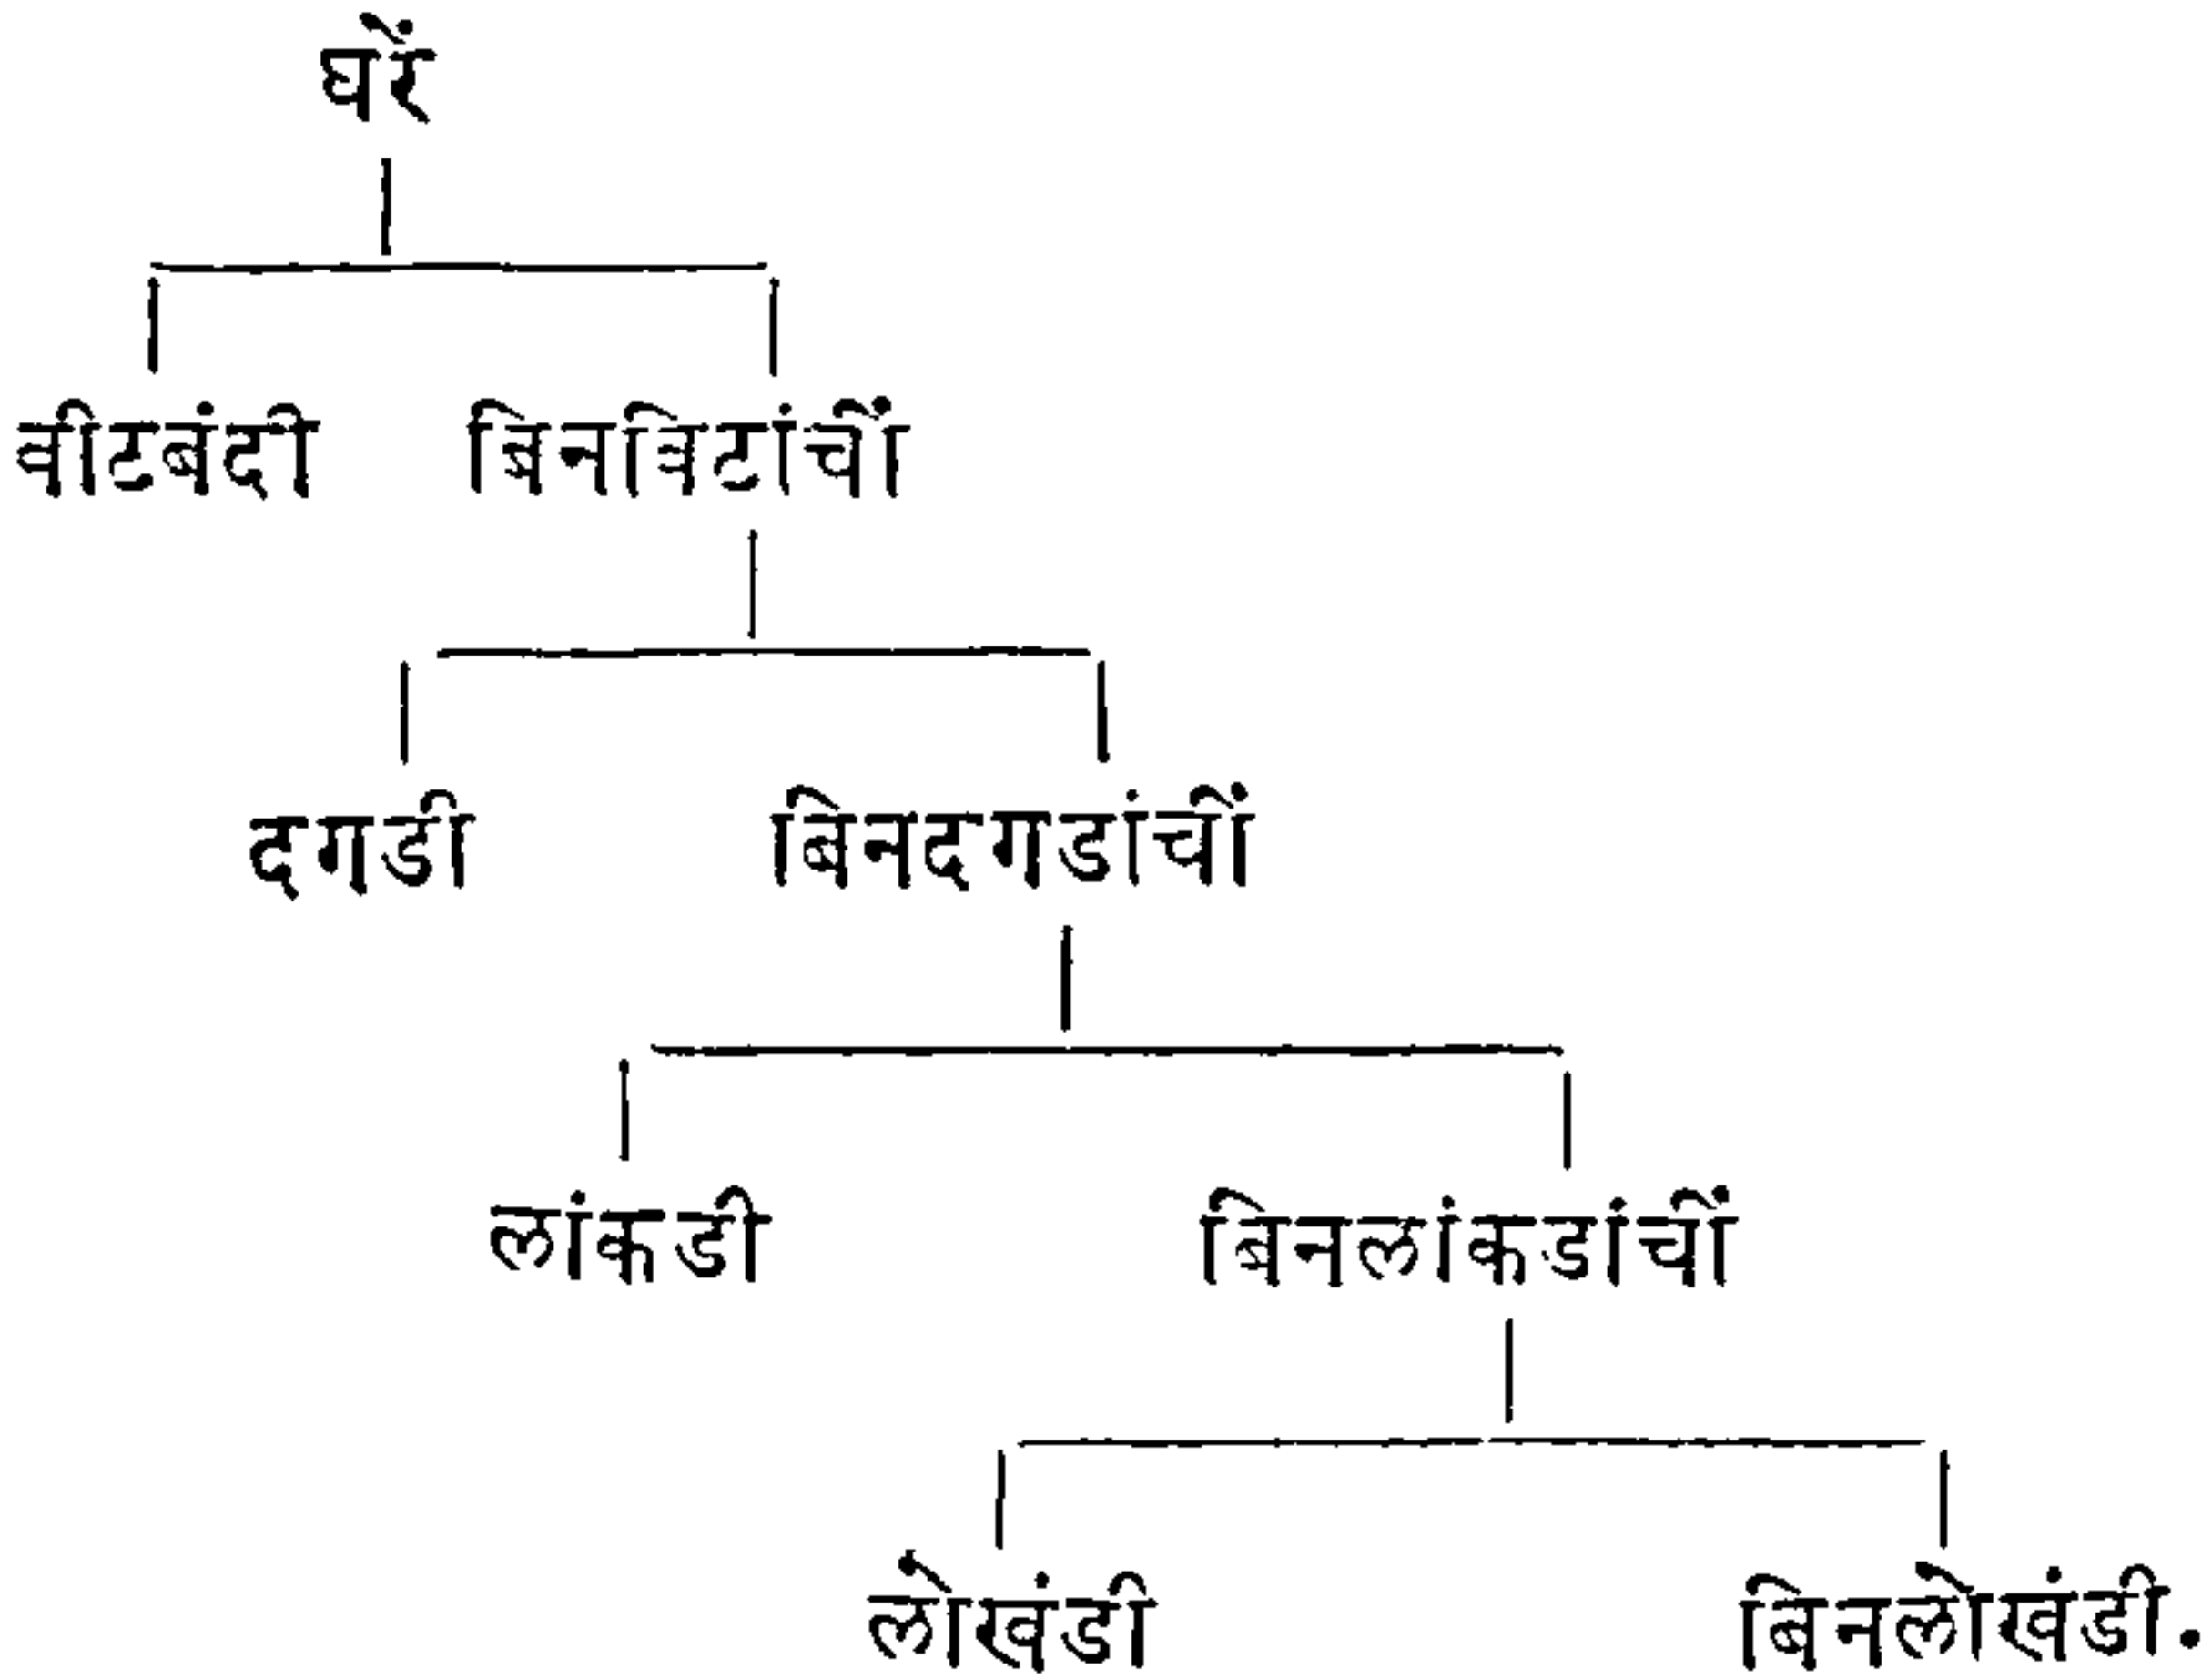 घरें
वीटबंदी बिनविटांचीं
दगडी बिनदगडांचीं
लांकडी बिनलांकडांचीं
लोखंडी बिनलोखंडी.